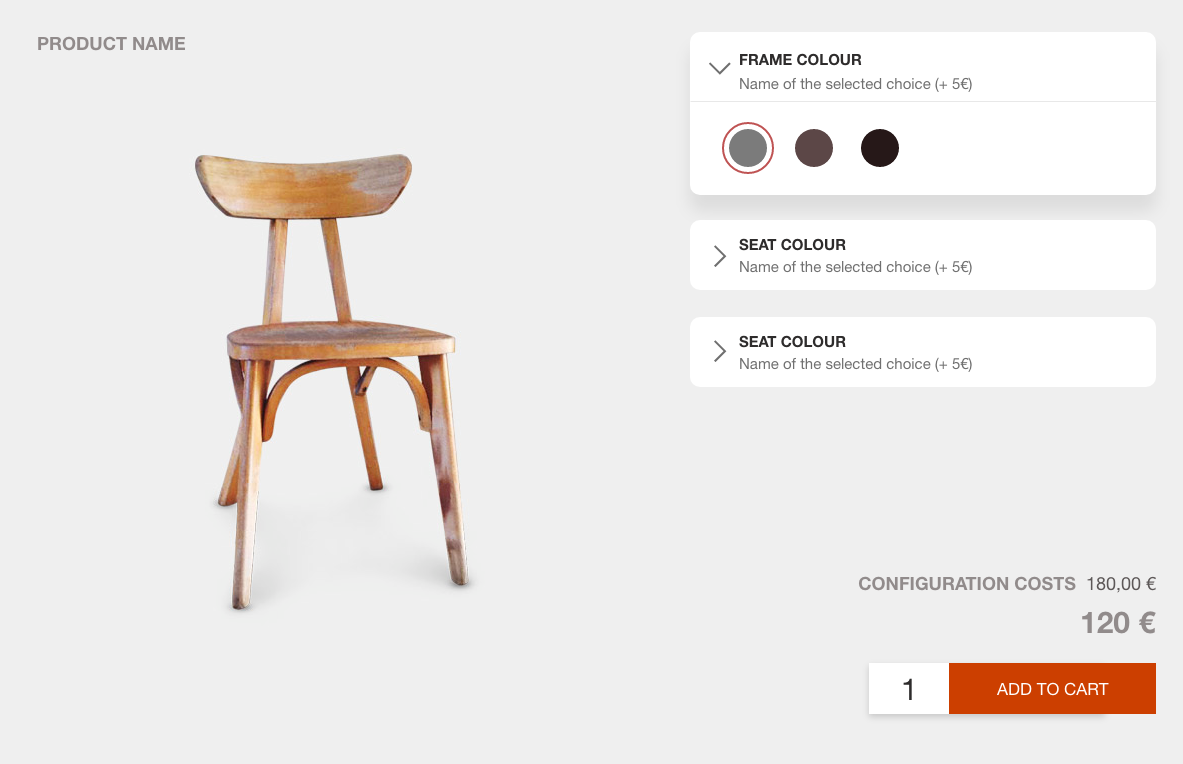 PRODUCT NAME
FRAME COLOUR
Name of the selected choice (+ 5€)
SEAT COLOUR
Name of the selected choice (+ 5€)
SEAT COLOUR
Name of the selected choice (+ 5€)
CONFIGURATION COSTS 180,00 €
120 €
1 ADD TO CART